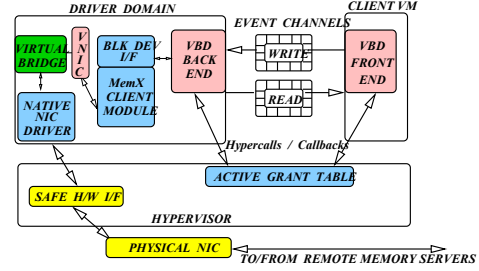 DRIVER DOMAIN
CLIENT VM
EVENT CHANNELS
VIRTUAL
BRIDGE
V
N
I
C
BLK DEV
I/F
MemX
CLIENT
MODULE
VBD
BACK
END
WRITE
READ
VBD
FRONT
END
NATIVE
NIC
DRIVER
Hypercalls / Callbacks
ACTIVE GRANT TABLE
SAFE H/W I/F
HYPERVISOR
PHYSICAL NIC
TO/FROM REMOTE MEMORY SERVERS